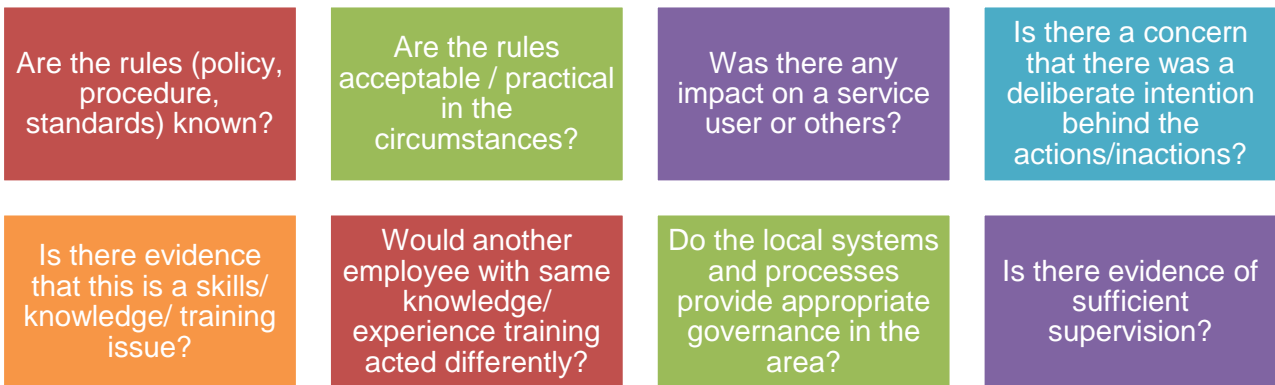 Are the rules (policy,
procedure,
standards) known?
Are the rules
acceptable / practical
in the
circumstances?
Was there any
impact on a service
user or others?
Is there a concern
that there was a
deliberate intention
behind the
actions/inactions?
Is there evidence
that this is a skills/
knowledge/ training
issue?
Would another
employee with same
knowledge/
experience training
acted differently?
Do the local systems
and processes
provide appropriate
governance in the
area?
Is there evidence of
sufficient
supervision?